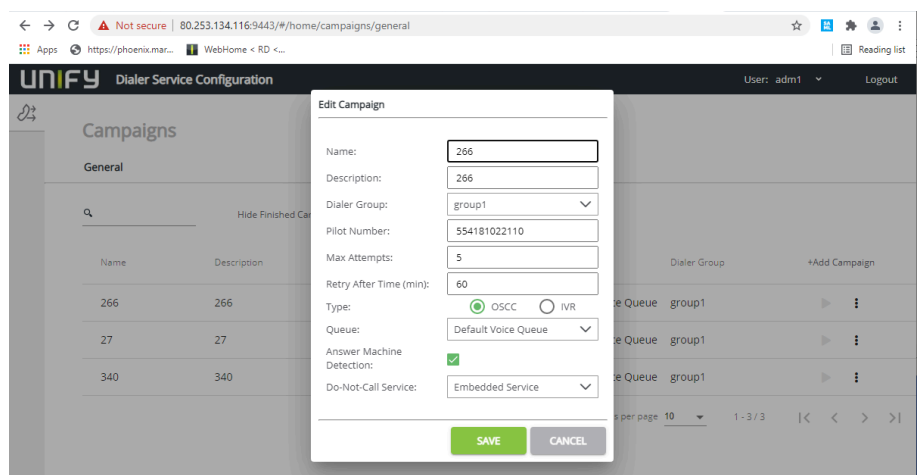 Not secure | 80.253.134.116:9443/#/home/campaigns/general
Apps https://phoenix.mar... WebHome < RD <... Reading list
UNIFY Dialer Service Configuration User: adm1 Logout
Campaigns
General
Hide Finished Car
Name Description Dialer Group +Add Campaign
266 266 e Queue group1
27 27 e Queue group1
340 340 e Queue group1
s per page 10 1 - 3 / 3
Edit Campaign
Name: 266
Description: 266
Dialer Group: group1
Pilot Number: 554181022110
Max Attempts: 5
Retry After Time (min): 60
Type: OSCC IVR
Queue: Default Voice Queue
Answer Machine
Detection:
Do-Not-Call Service: Embedded Service
SAVE CANCEL